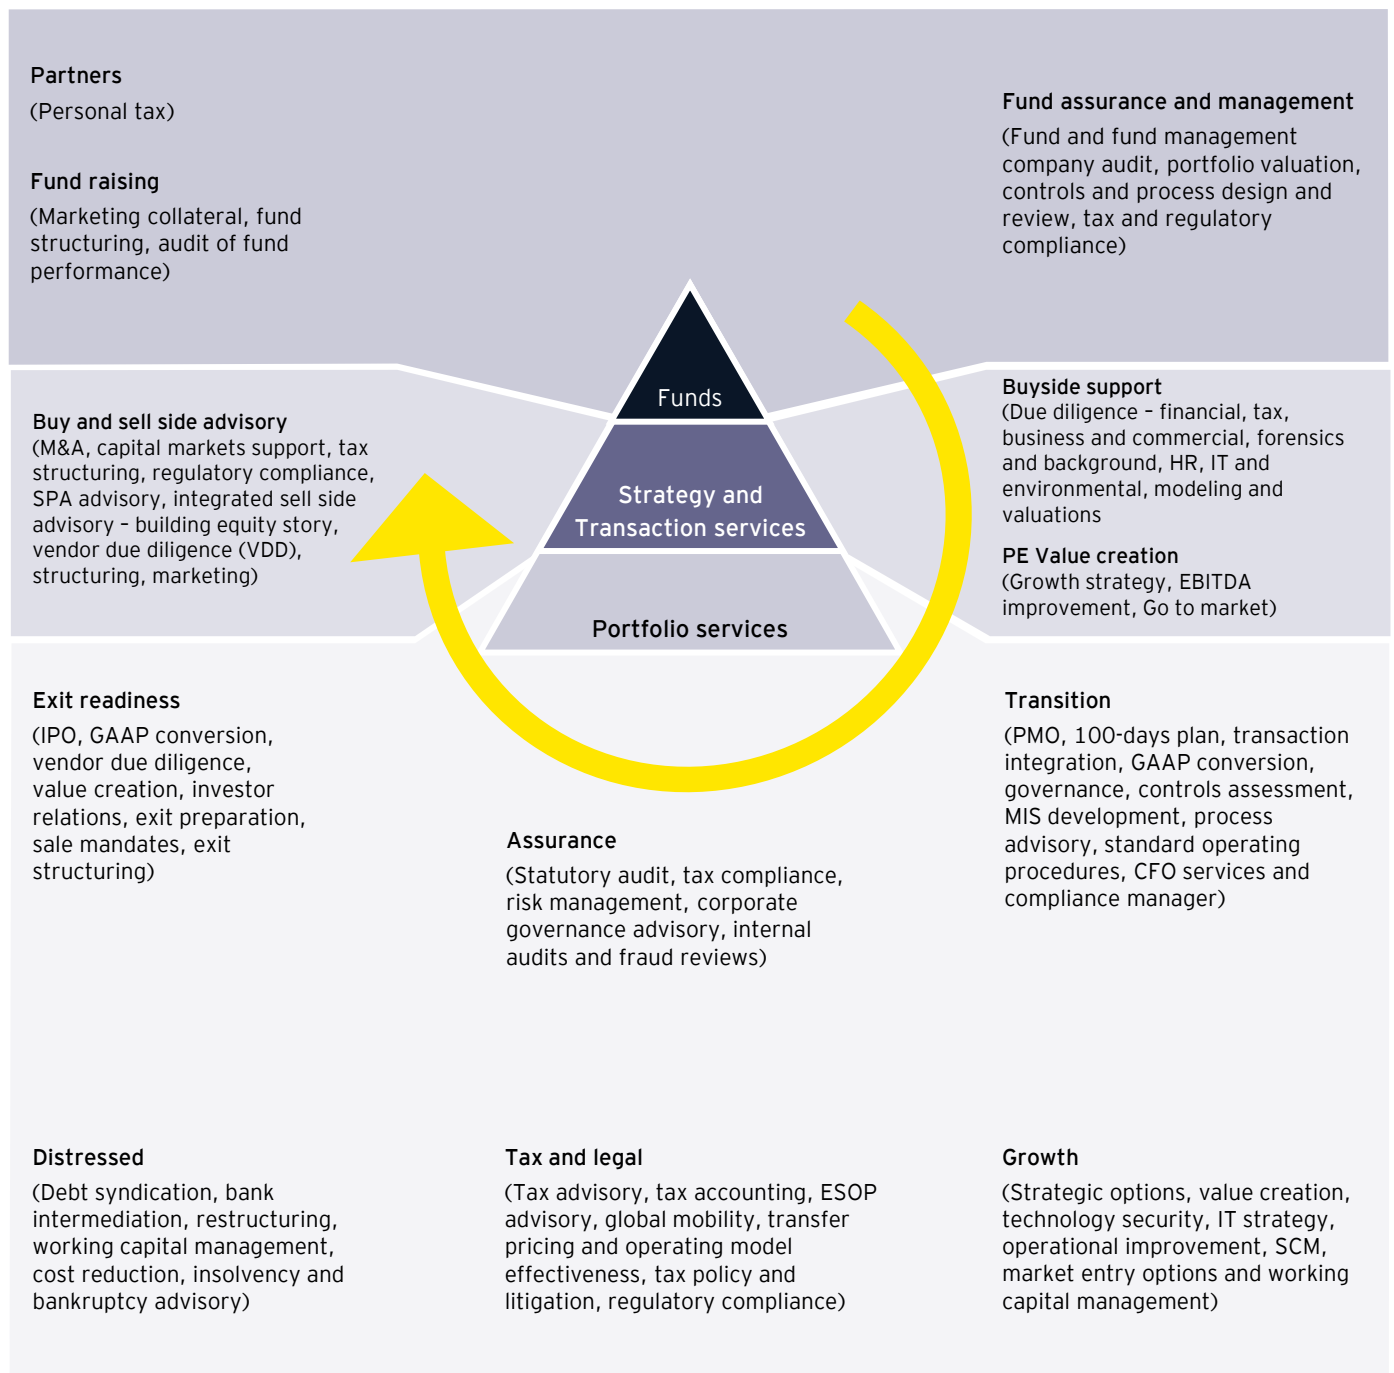 Partners
(Personal tax)
Fund raising
(Marketing collateral, fund
structuring, audit of fund
performance)
Fund assurance and management
(Fund and fund management
company audit, portfolio valuation,
controls and process design and
review, tax and regulatory
compliance)
Funds
Strategy and
Transaction services
Portfolio services
Buy and sell side advisory
(M&A, capital markets support, tax
structuring, regulatory compliance,
SPA advisory, integrated sell side
advisory – building equity story,
vendor due diligence (VDD),
structuring, marketing)
Buyside support
(Due diligence – financial, tax,
business and commercial, forensics
and background, HR, IT and
environmental, modeling and
valuations
PE Value creation
(Growth strategy, EBITDA
improvement, Go to market)
Exit readiness
(IPO, GAAP conversion,
vendor due diligence,
value creation, investor
relations, exit preparation,
sale mandates, exit
structuring)
Assurance
(Statutory audit, tax compliance,
risk management, corporate
governance advisory, internal
audits and fraud reviews)
Transition
(PMO, 100-days plan, transaction
integration, GAAP conversion,
governance, controls assessment,
MIS development, process
advisory, standard operating
procedures, CFO services and
compliance manager)
Distressed
(Debt syndication, bank
intermediation, restructuring,
working capital management,
cost reduction, insolvency and
bankruptcy advisory)
Tax and legal
(Tax advisory, tax accounting, ESOP
advisory, global mobility, transfer
pricing and operating model
effectiveness, tax policy and
litigation, regulatory compliance)
Growth
(Strategic options, value creation,
technology security, IT strategy,
operational improvement, SCM,
market entry options and working
capital management)